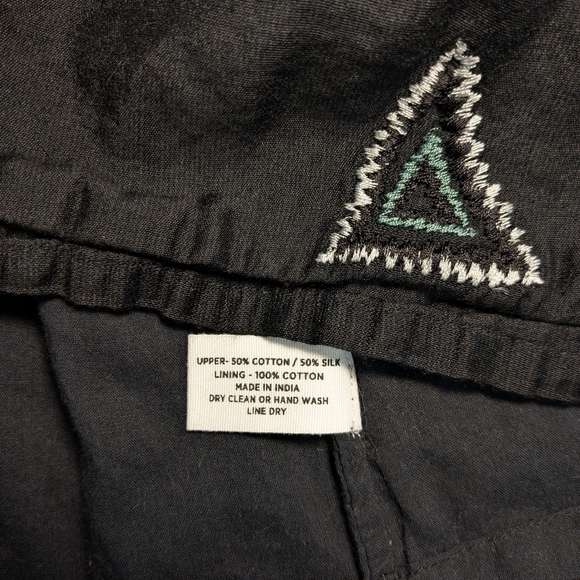 UPPER- 50% COTTON / 50% SILK
LINING - 100% COTTON
MADE IN INDIA
DRY CLEAN OR HAND WASH
LINE DRY